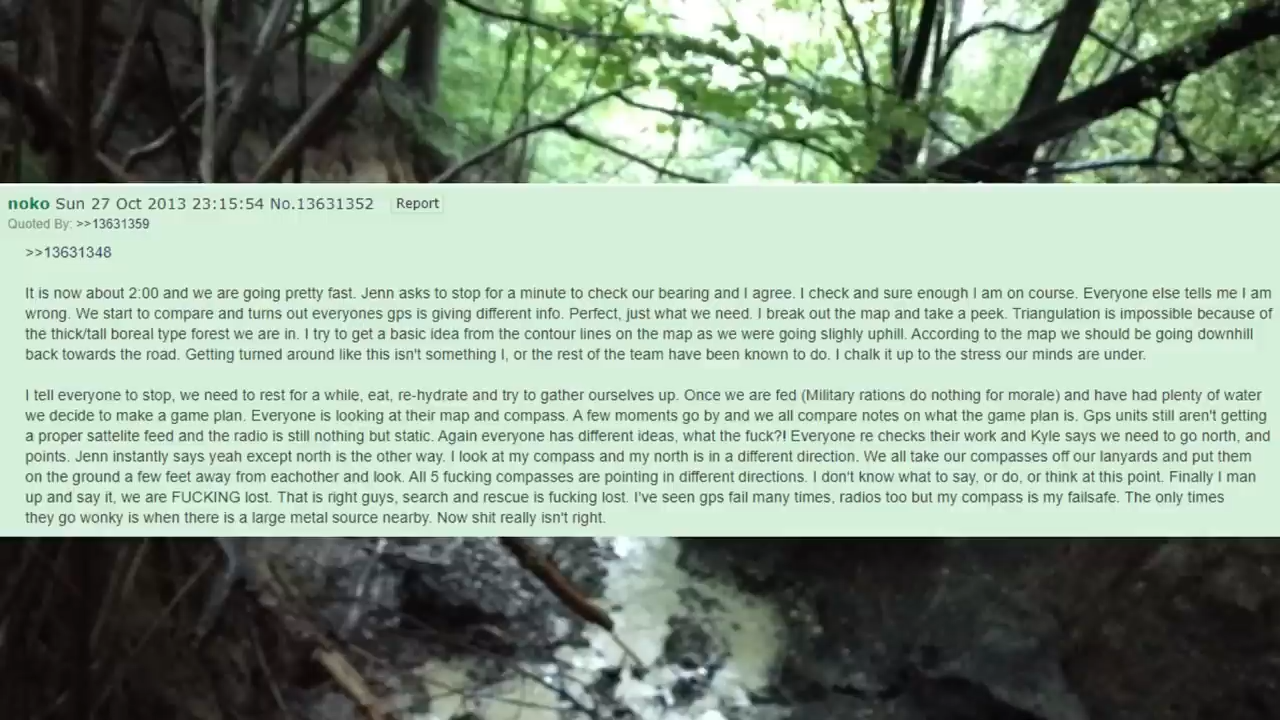 noko Sun 27 Oct 2013 23:15:54 No.13631352 Report
Quoted By: >>13631359
>>13631348
It is now about 2:00 and we are going pretty fast. Jenn asks to stop for a minute to check our bearing and I agree. I check and sure enough I am on course. Everyone else tells me I am
wrong. We start to compare and turns out everyones gps is giving different info. Perfect, just what we need. I break out the map and take a peek. Triangulation is impossible because of
the thick/tall boreal type forest we are in. I try to get a basic idea from the contour lines on the map as we were going slighly uphill. According to the map we should be going downhill
back towards the road. Getting turned around like this isn't something I, or the rest of the team have been known to do. I chalk it up to the stress our minds are under.
I tell everyone to stop, we need to rest for a while, eat, re-hydrate and try to gather ourselves up. Once we are fed (Military rations do nothing for morale) and have had plenty of water
we decide to make a game plan. Everyone is looking at their map and compass. A few moments go by and we all compare notes on what the game plan is. Gps units still aren't getting
a proper sattelite feed and the radio is still nothing but static. Again everyone has different ideas, what the fuck?! Everyone re checks their work and Kyle says we need to go north, and
points. Jenn instantly says yeah except north is the other way. I look at my compass and my north is in a different direction. We all take our compasses off our lanyards and put them
on the ground a few feet away from eachother and look. All 5 fucking compasses are pointing in different directions. I don't know what to say, or do, or think at this point. Finally I man
up and say it, we are FUCKING lost. That is right guys, search and rescue is fucking lost. I've seen gps fail many times, radios too but my compass is my failsafe. The only times
they go wonky is when there is a large metal source nearby. Now shit really isn't right.